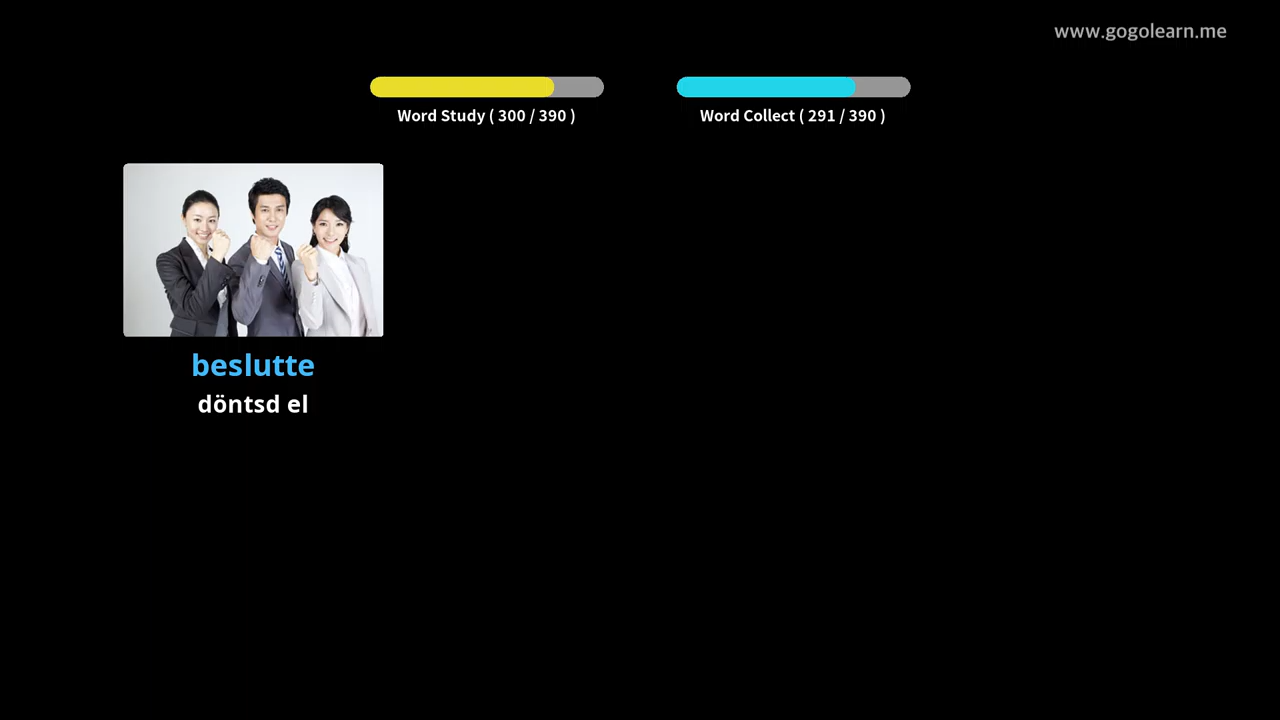 www.gogolearn.me
Word Study ( 300 / 390 )
Word Collect ( 291 / 390 )
beslutte
döntsd el